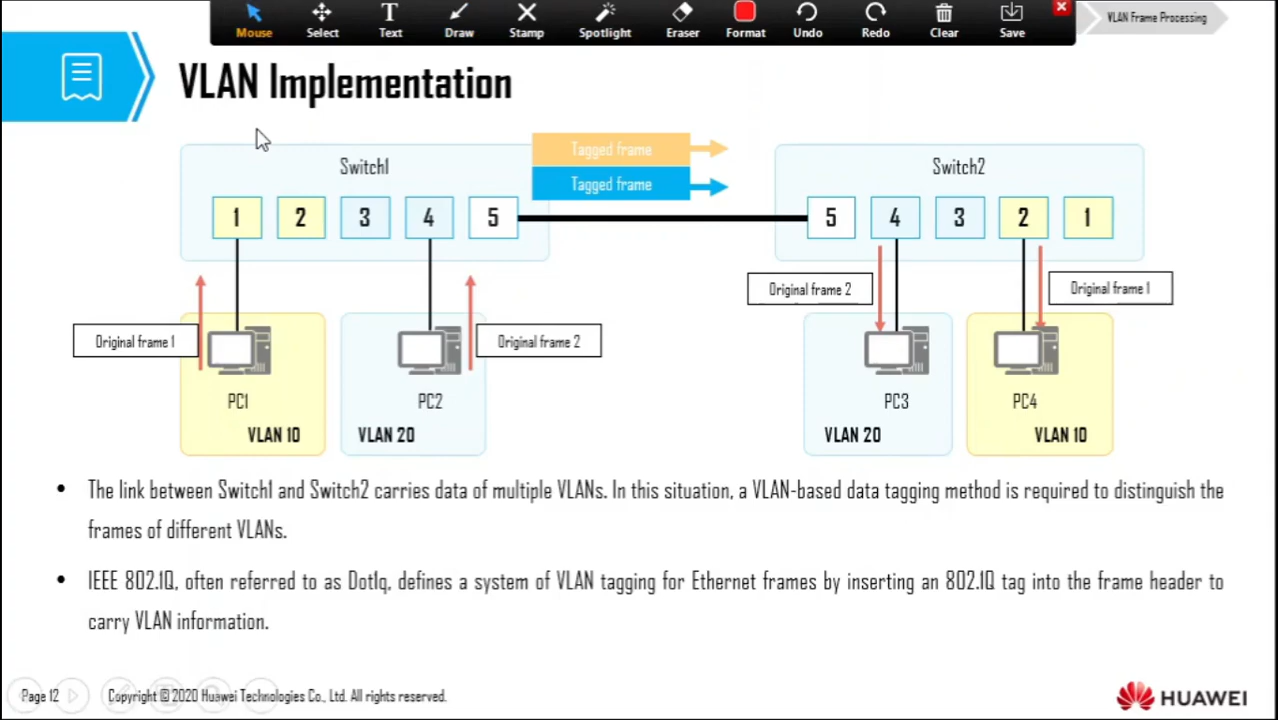 Mouse Select Text Draw Stamp Spotlight Eraser Format Undo Redo Clear Save
VLAN Frame Processing
VLAN Implementation
Tagged frame
Tagged frame
Switch1
Switch2
1 2 3 4 5
5 4 3 2 1
Original frame 2
Original frame 1
Original frame 1
Original frame 2
PC1
PC2
PC3
PC4
VLAN 10
VLAN 20
VLAN 20
VLAN 10
• The link between Switch1 and Switch2 carries data of multiple VLANs. In this situation, a VLAN-based data tagging method is required to distinguish the
frames of different VLANs.
• IEEE 802.1Q, often referred to as Dot1q, defines a system of VLAN tagging for Ethernet frames by inserting an 802.1Q tag into the frame header to
carry VLAN information.
Page 12
Copyright © 2020 Huawei Technologies Co., Ltd. All rights reserved.
HUAWEI